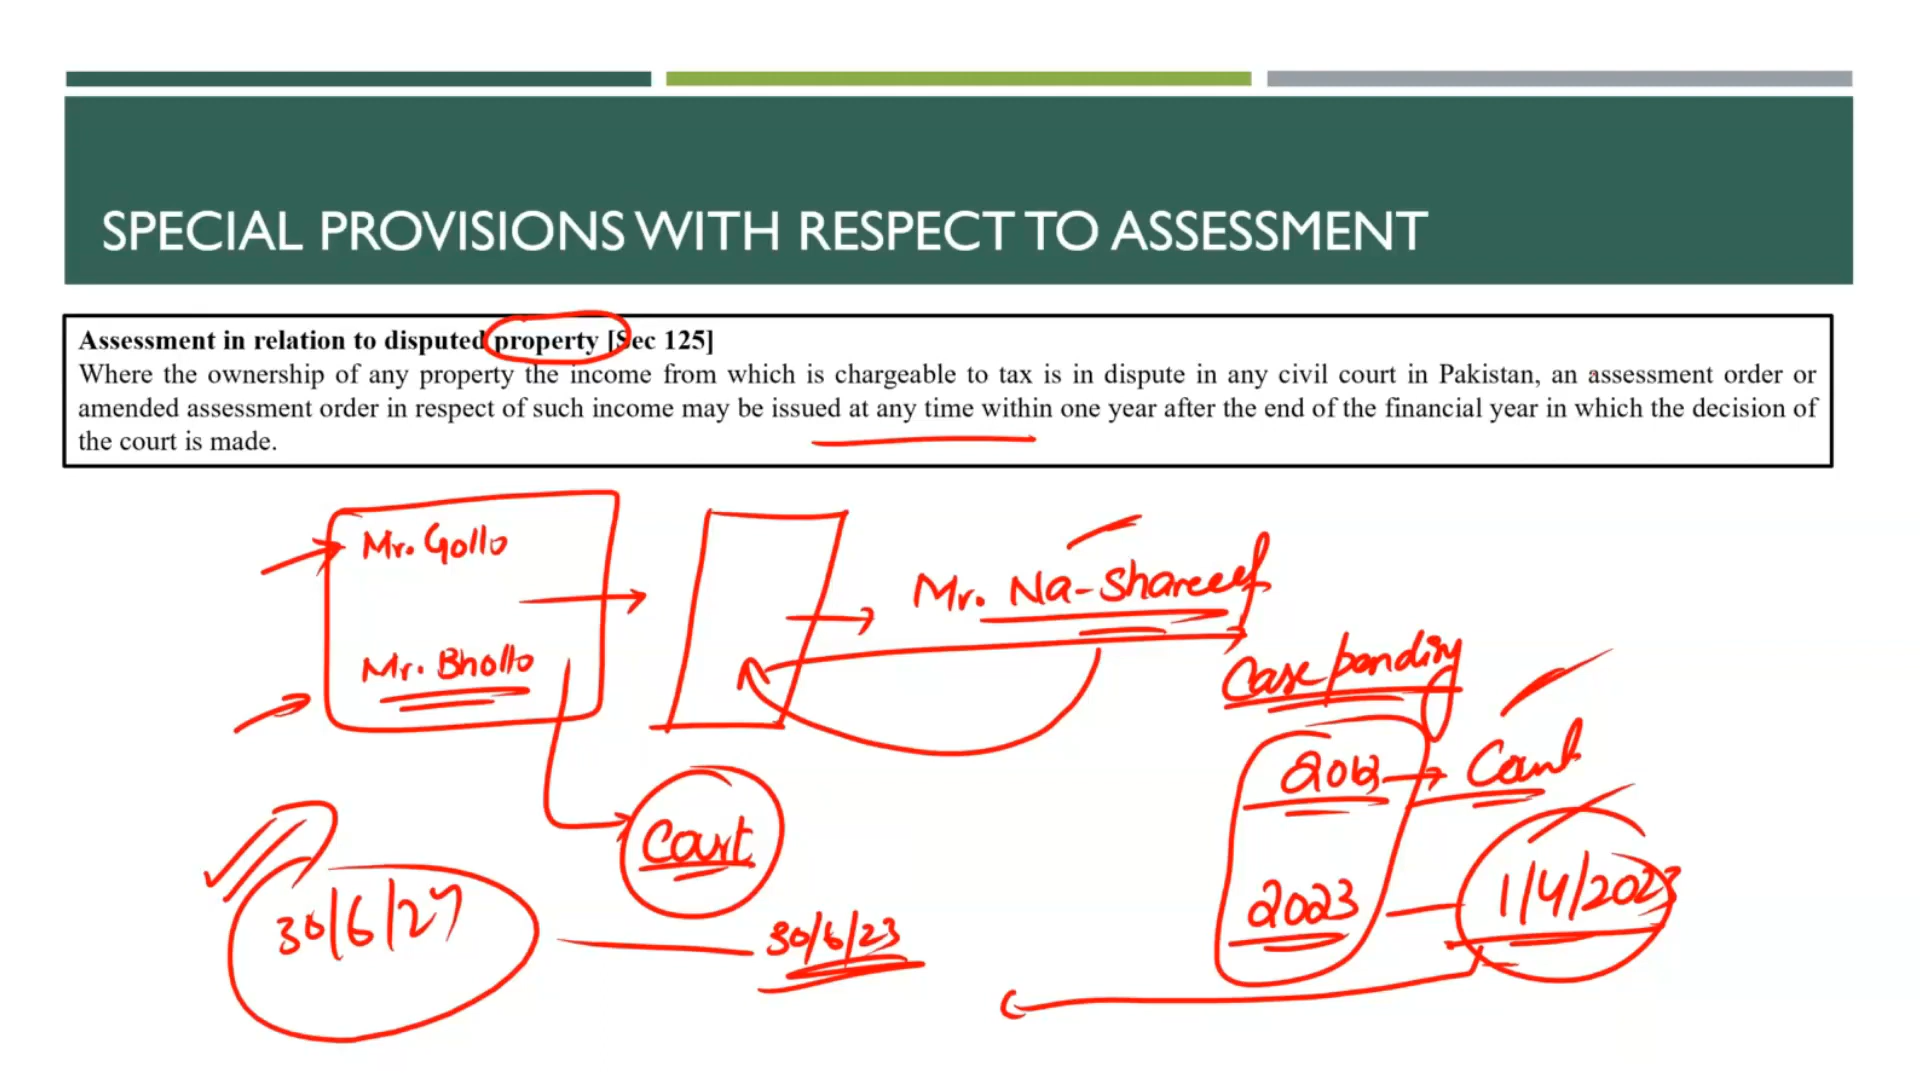 SPECIAL PROVISIONS WITH RESPECT TO ASSESSMENT
Assessment in relation to disputed property [Sec 125]
Where the ownership of any property the income from which is chargeable to tax is in dispute in any civil court in Pakistan, an assessment order or
amended assessment order in respect of such income may be issued at any time within one year after the end of the financial year in which the decision of
the court is made.
Mr. Gollo
Mr. Na-Shareef
Mr. Bhollo
Case pending
2013
Court
Court
30/6/24
30/6/23
2023
1/4/2023